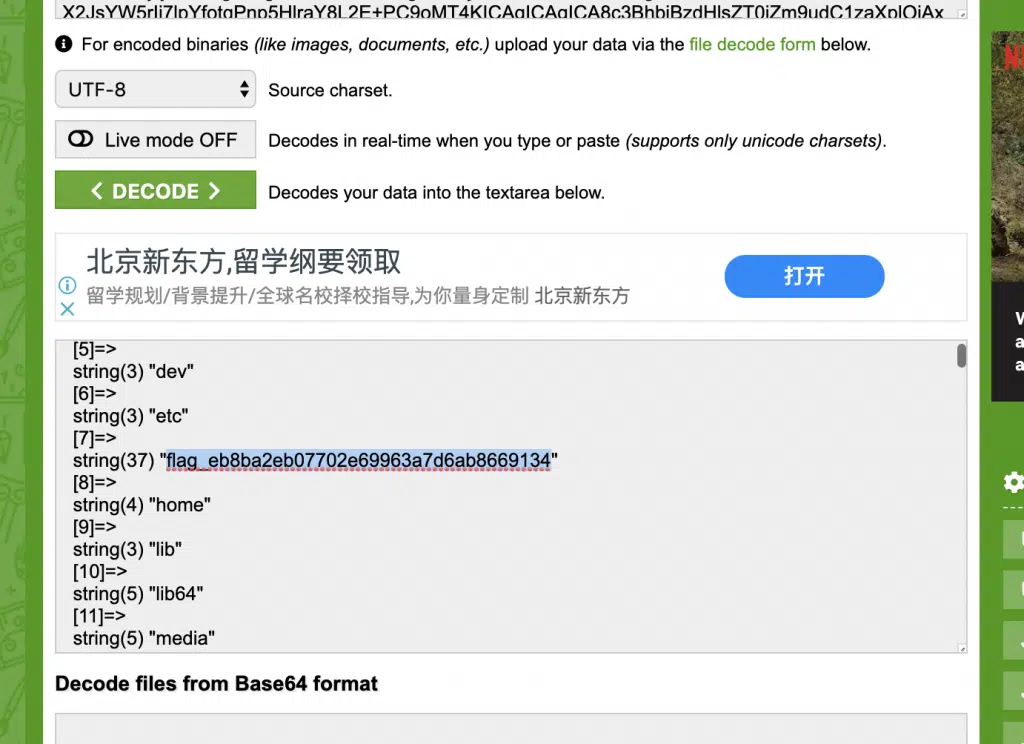 For encoded binaries (like images, documents, etc.) upload your data via the file decode form below.
UTF-8 Source charset.
Live mode OFF Decodes in real-time when you type or paste (supports only unicode charsets).
< DECODE > Decodes your data into the textarea below.
北京新东方,留学纲要领取
留学规划/背景提升/全球名校择校指导,为你量身定制 北京新东方
打开
[5]=>
string(3) "dev"
[6]=>
string(3) "etc"
[7]=>
string(37) "flag_eb8ba2eb07702e69963a7d6ab8669134"
[8]=>
string(4) "home"
[9]=>
string(3) "lib"
[10]=>
string(5) "lib64"
[11]=>
string(5) "media"
Decode files from Base64 format